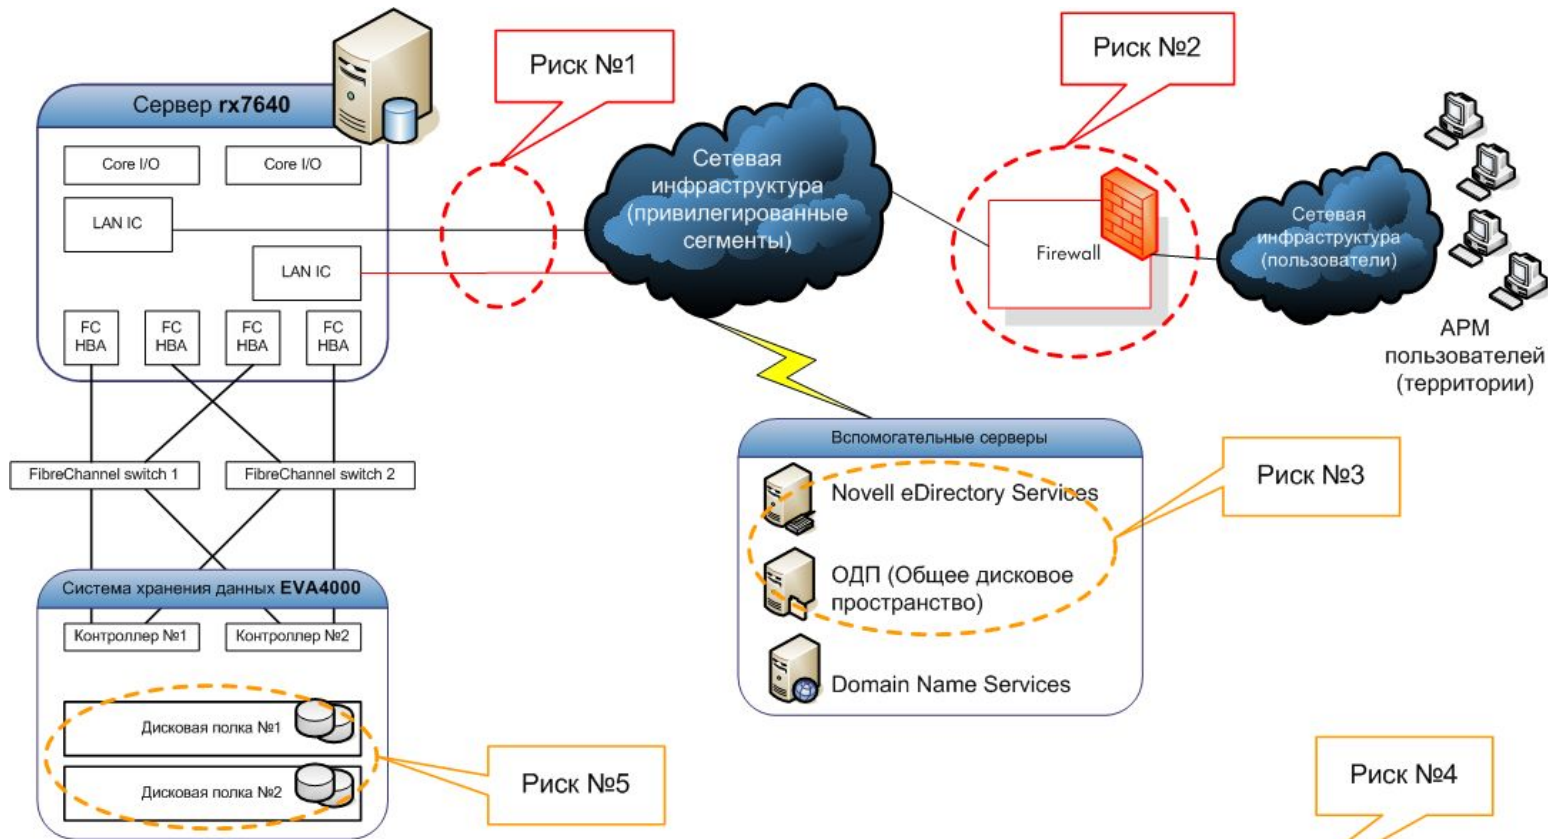 Риск №1
Риск №2
Сервер rx7640
Core I/O
Core I/O
LAN IC
LAN IC
FC
HBA
FC
HBA
FC
HBA
FC
HBA
Сетевая
инфраструктура
(привилегированные
сегменты)
Firewall
Сетевая
инфраструктура
(пользователи)
АРМ
пользователей
(территории)
FibreChannel switch 1
FibreChannel switch 2
Вспомогательные серверы
Novell eDirectory Services
ОДП (Общее дисковое
пространство)
Domain Name Services
Риск №3
Система хранения данных EVA4000
Контроллер №1
Контроллер №2
Дисковая полка №1
Дисковая полка №2
Риск №5
Риск №4